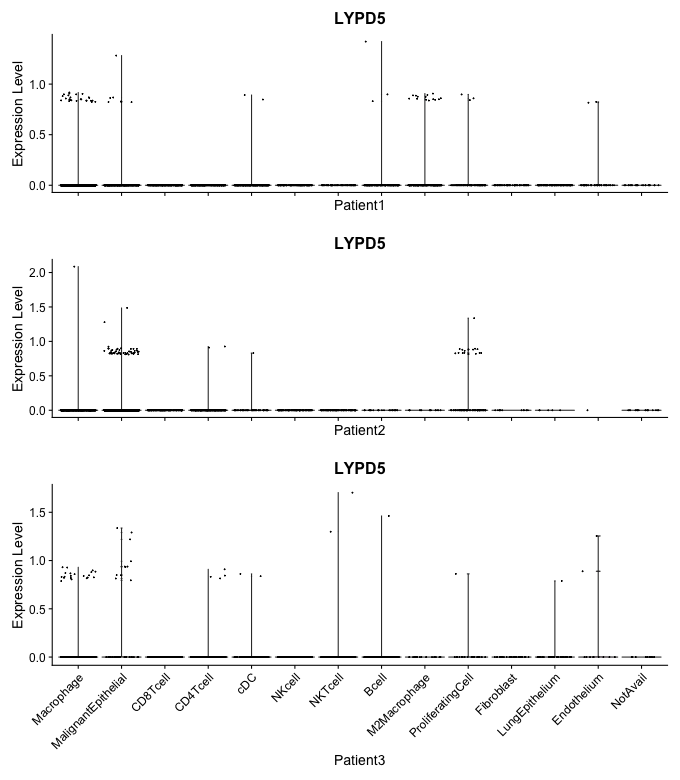 LYPD5
Expression Level
1.0
0.5
0.0
Patient1
LYPD5
Expression Level
2.0
1.5
1.0
0.5
0.0
Patient2
LYPD5
Expression Level
1.5
1.0
0.5
0.0
Macrophage
MalignantEpithelial
CD8Tcell
CD4Tcell
cDC
NKcell
NKTcell
Bcell
M2Macrophage
ProliferatingCell
Fibroblast
LungEpithelium
Endothelium
NotAvail
Patient3